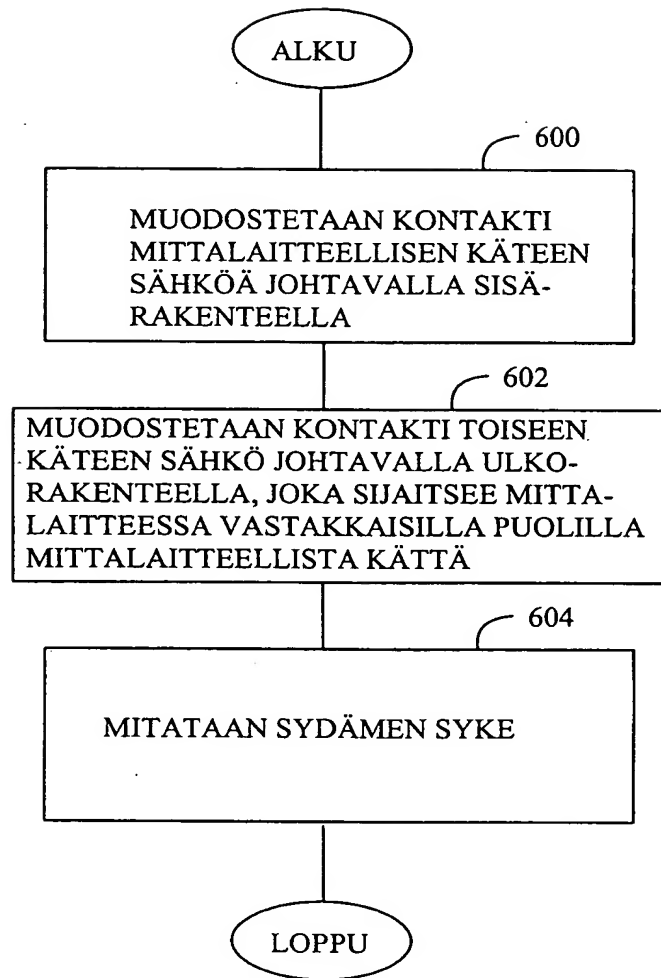 ALKU
600
MUODOSTETAAN KONTAKTI
MITTALAITTEELLISEN KÄTEEN
SÄHKÖÄ JOHTAVALLA SISÄ-
RAKENTEELLA
602
MUODOSTETAAN KONTAKTI TOISEEN
KÄTEEN SÄHKÖ JOHTAVALLA ULKO-
RAKENTEELLA, JOKA SIJAITSEE MITTA-
LAITTEESSA VASTAKKAISILLA PUOLILLA
MITTALAITTEELLISTA KÄTTÄ
604
MITATAAN SYDÄMEN SYKE
LOPPU